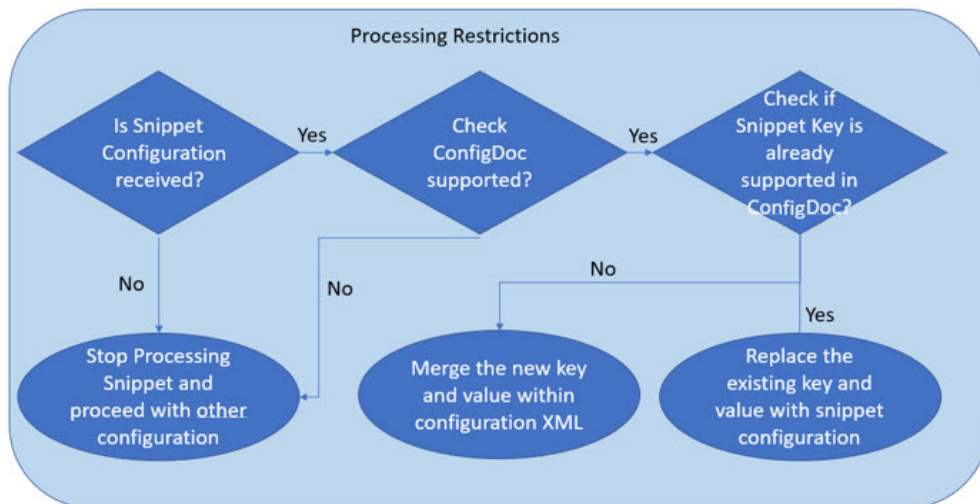 Processing Restrictions
Is Snippet
Configuration
received?
Yes
Check
ConfigDoc
supported?
Yes
Check if
Snippet Key is
already
supported in
ConfigDoc?
No
No
No
Yes
Stop Processing
Snippet and
proceed with other
configuration
Merge the new key
and value within
configuration XML
Replace the
existing key and
value with snippet
configuration